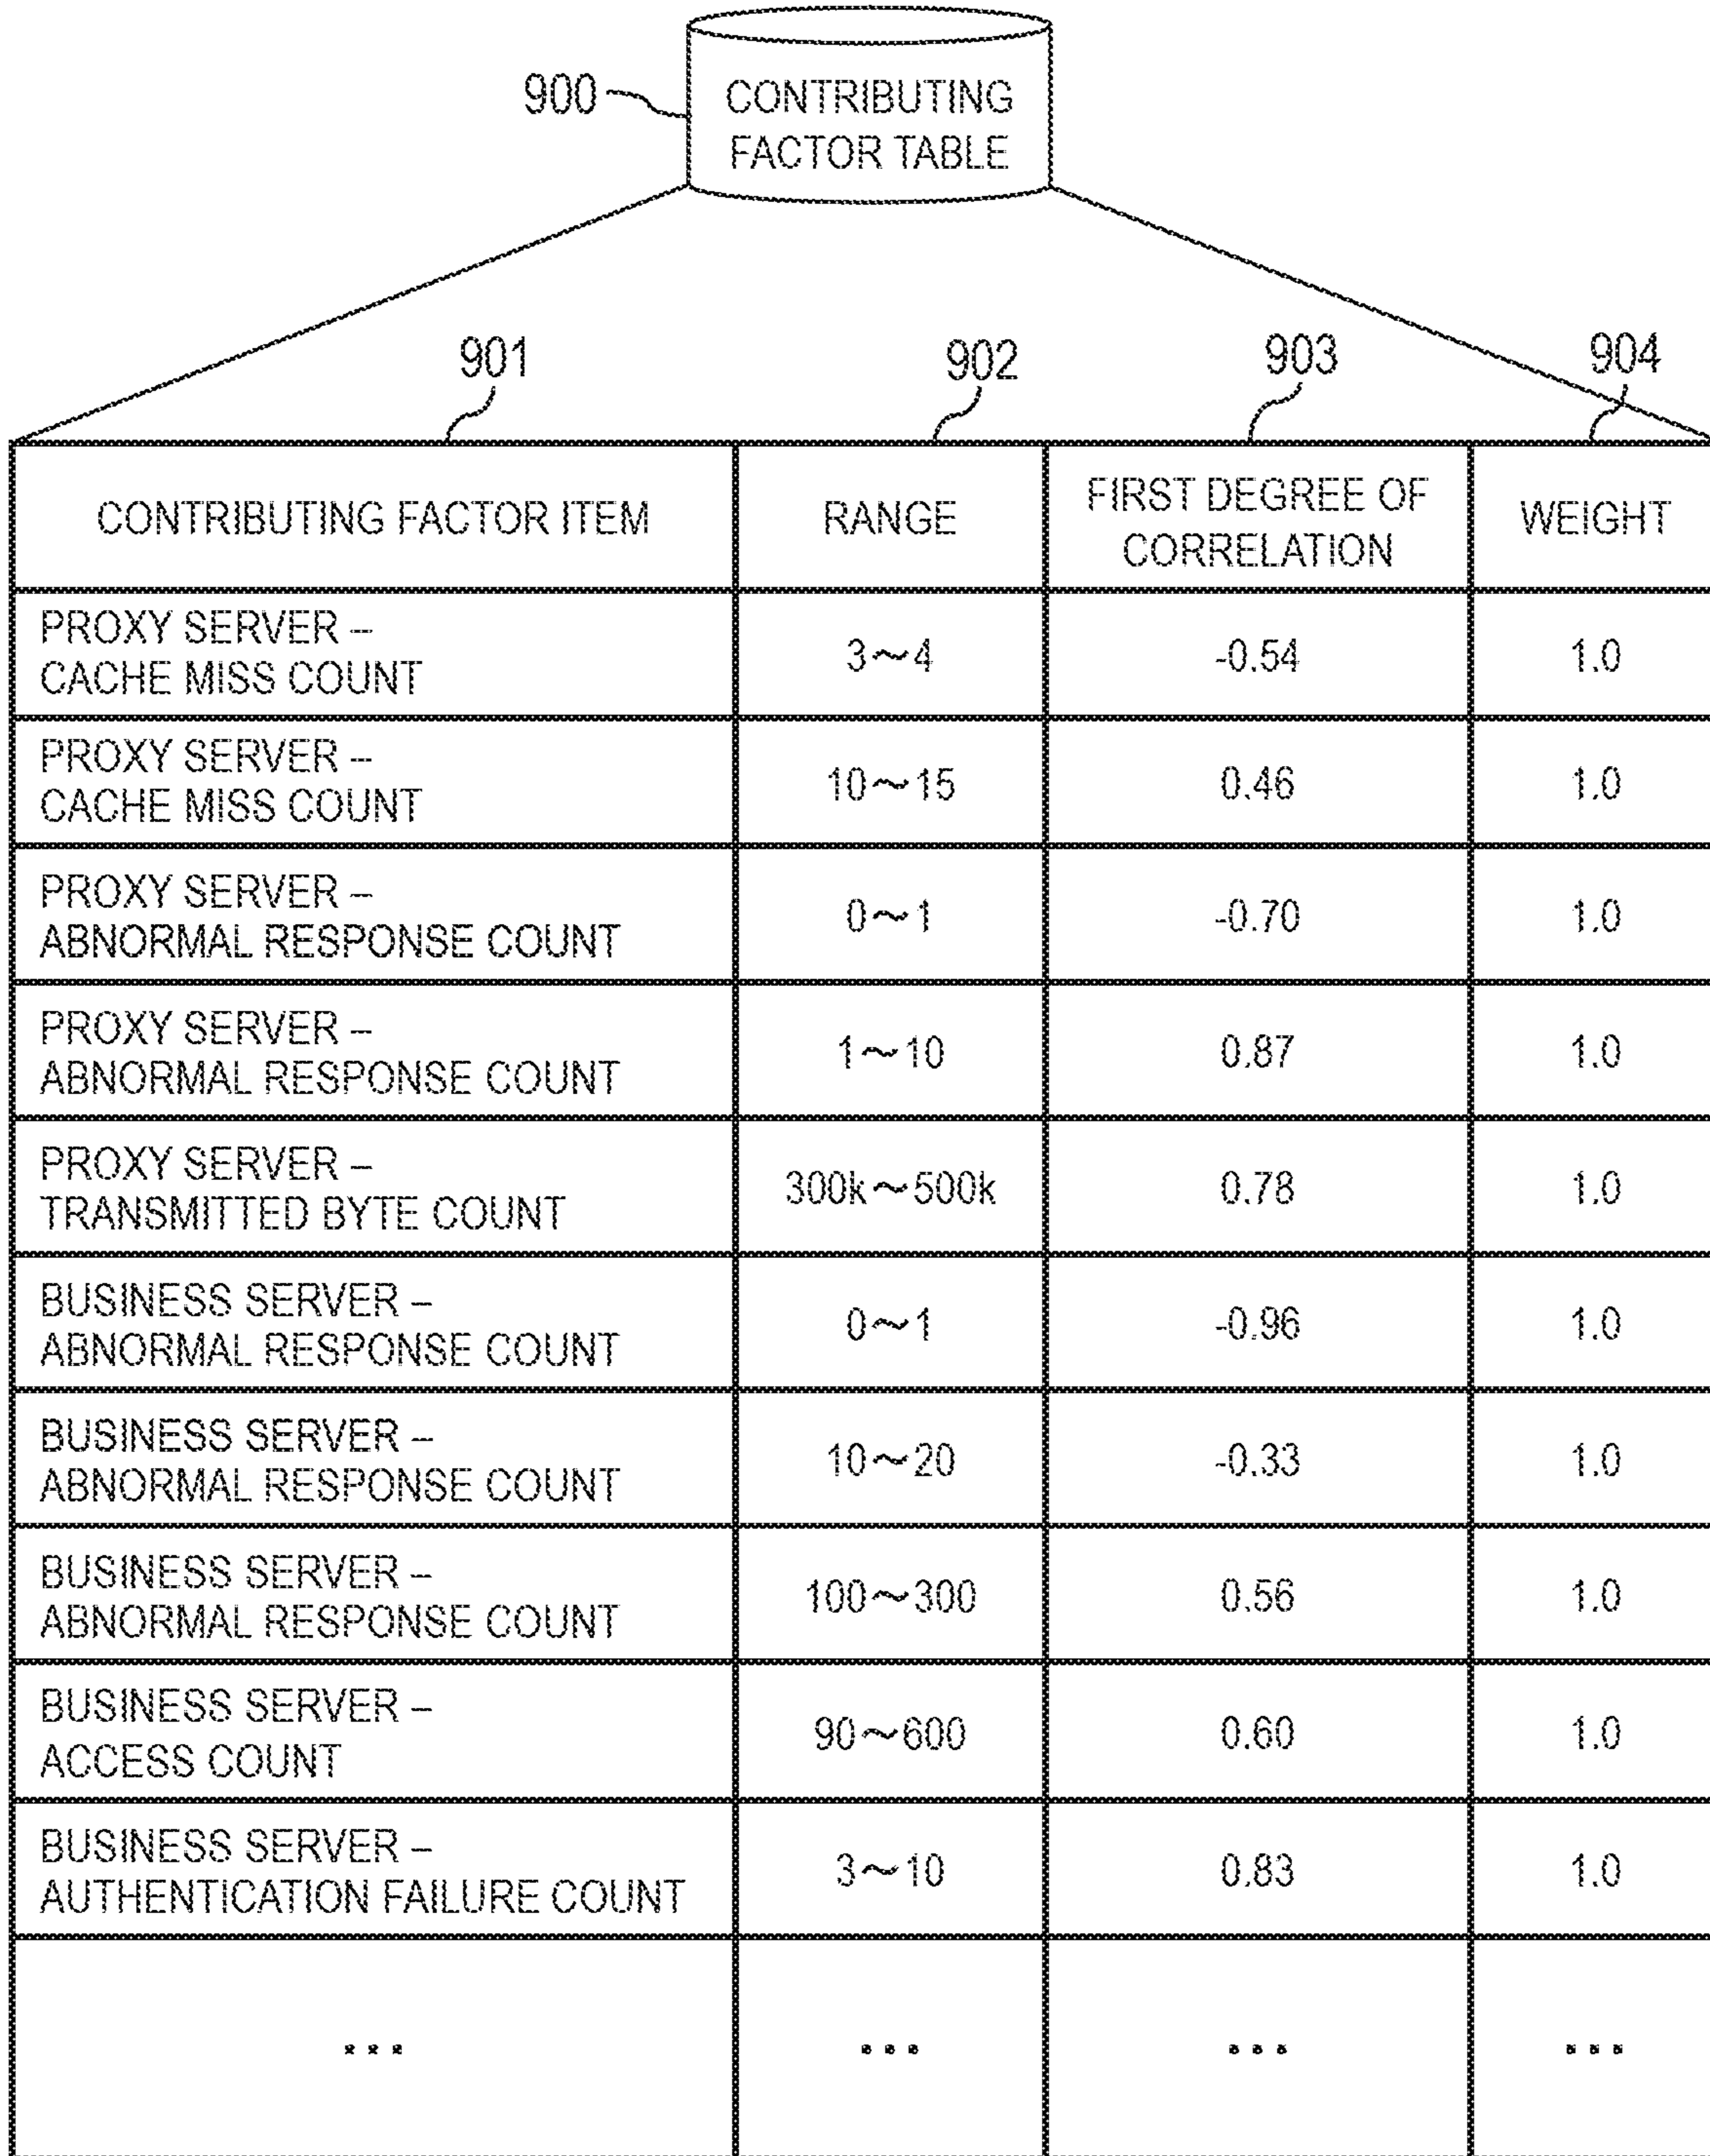 900
CONTRIBUTING
FACTOR TABLE
901
902
903
904
CONTRIBUTING FACTOR ITEM
RANGE
FIRST DEGREE OF
CORRELATION
WEIGHT
PROXY SERVER –
CACHE MISS COUNT
3～4
-0.54
1.0
PROXY SERVER –
CACHE MISS COUNT
10～15
0.46
1.0
PROXY SERVER –
ABNORMAL RESPONSE COUNT
0～1
-0.70
1.0
PROXY SERVER –
ABNORMAL RESPONSE COUNT
1～10
0.87
1.0
PROXY SERVER –
TRANSMITTED BYTE COUNT
300k～500k
0.78
1.0
BUSINESS SERVER –
ABNORMAL RESPONSE COUNT
0～1
-0.96
1.0
BUSINESS SERVER –
ABNORMAL RESPONSE COUNT
10～20
-0.33
1.0
BUSINESS SERVER –
ABNORMAL RESPONSE COUNT
100～300
0.56
1.0
BUSINESS SERVER –
ACCESS COUNT
90～600
0.60
1.0
BUSINESS SERVER –
AUTHENTICATION FAILURE COUNT
3～10
0.83
1.0
...
...
...
...